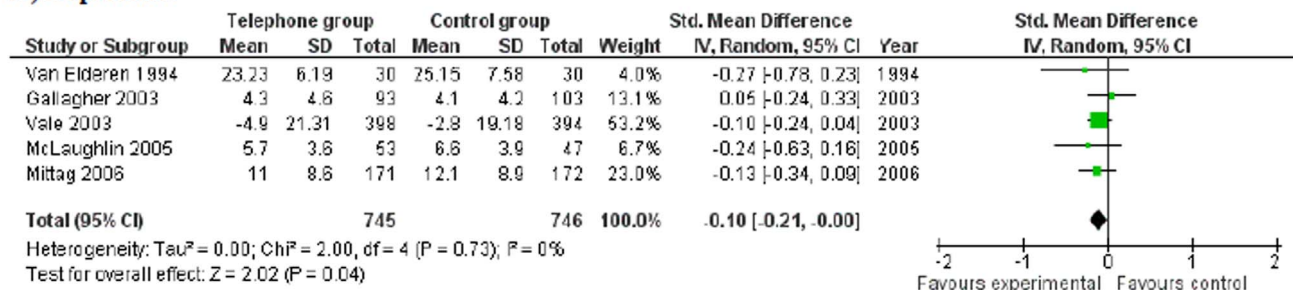 Telephone group Control group Std. Mean Difference Std. Mean Difference
Study or Subgroup Mean SD Total Mean SD Total Weight IV, Random, 95% CI Year IV, Random, 95% CI
Van Elderen 1994 23.23 6.19 30 25.15 7.58 30 4.0% -0.27 [-0.78, 0.23] 1994
Gallagher 2003 4.3 4.6 93 4.1 4.2 103 13.1% 0.05 [-0.24, 0.33] 2003
Vale 2003 -4.9 21.31 398 -2.8 19.18 394 53.2% -0.10 [-0.24, 0.04] 2003
McLaughlin 2005 5.7 3.6 53 6.6 3.9 47 6.7% -0.24 [-0.63, 0.16] 2005
Mittag 2006 11 8.6 171 12.1 8.9 172 23.0% -0.13 [-0.34, 0.09] 2006
Total (95% CI) 745 746 100.0% -0.10 [-0.21, -0.00]
Heterogeneity: Tau² = 0.00; Chi² = 2.00, df = 4 (P = 0.73); I² = 0%
Test for overall effect: Z = 2.02 (P = 0.04)
-2 -1 0 1 2
Favours experimental Favours control